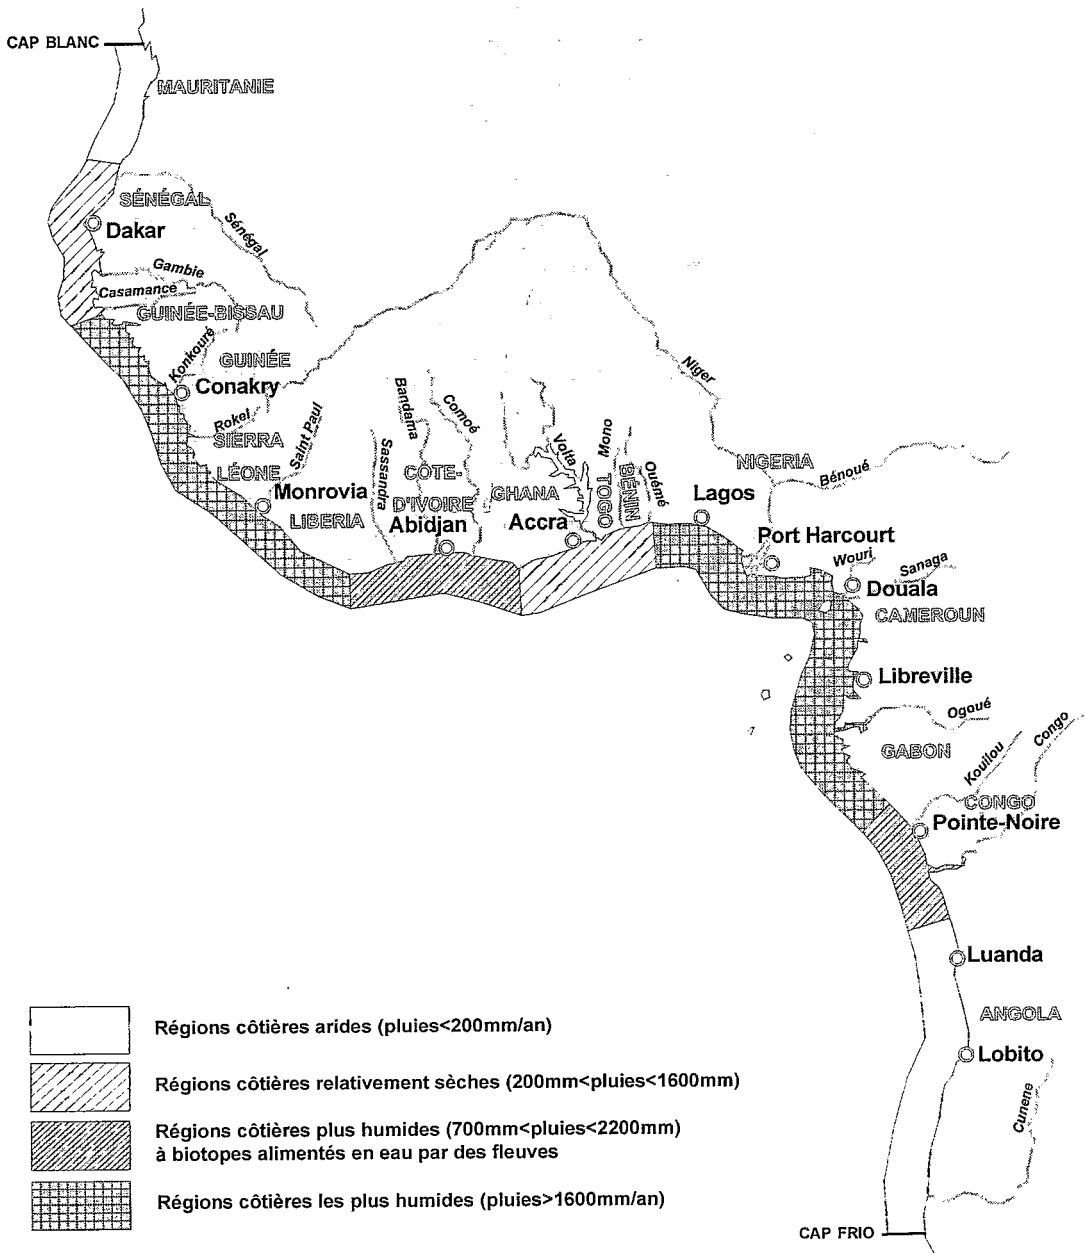 CAP BLANC
MAURITANIE
SÉNÉGAL
Sénégal
Dakar
Gambie
Casamance
GUINÉE-BISSAU
Konkouré
GUINÉE
Conakry
Rokel
SIERRA
LÉONE
Saint Paul
Monrovia
LIBERIA
Sassandra
Bandama
Comoé
CÔTE-
D'IVOIRE
Abidjan
GHANA
Accra
Volta
TOGO
Mono
BÉNIN
Ouémé
Niger
NIGERIA
Bénoué
Lagos
Port Harcourt
Wouri
Sanaga
Douala
CAMEROUN
Libreville
Ogoué
GABON
Kouilou
Congo
CONGO
Pointe-Noire
Luanda
ANGOLA
Lobito
Cunene
CAP FRIO
Régions côtières arides (pluies<200mm/an)
Régions côtières relativement sèches (200mm<pluies<1600mm)
Régions côtières plus humides (700mm<pluies<2200mm)
à biotopes alimentés en eau par des fleuves
Régions côtières les plus humides (pluies>1600mm/an)